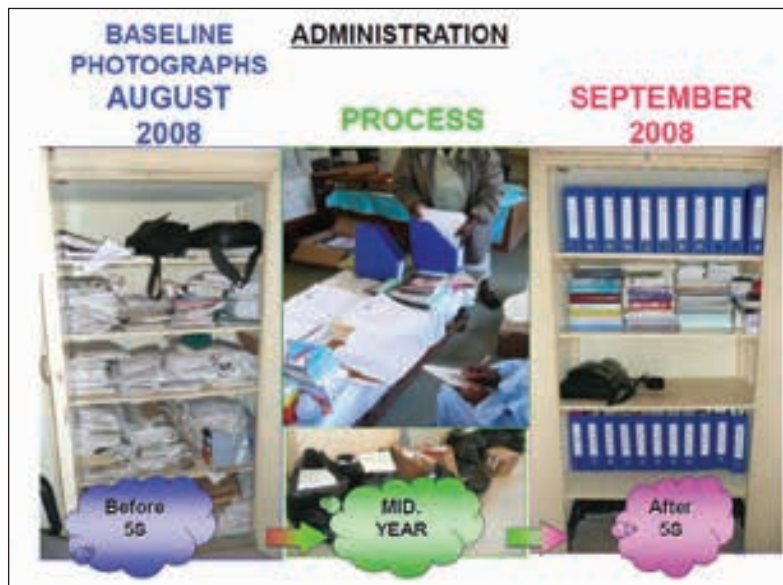 BASELINE
PHOTOGRAPHS
AUGUST
2008
ADMINISTRATION
PROCESS
SEPTEMBER
2008
Before
5S
MID.
YEAR
After
5S